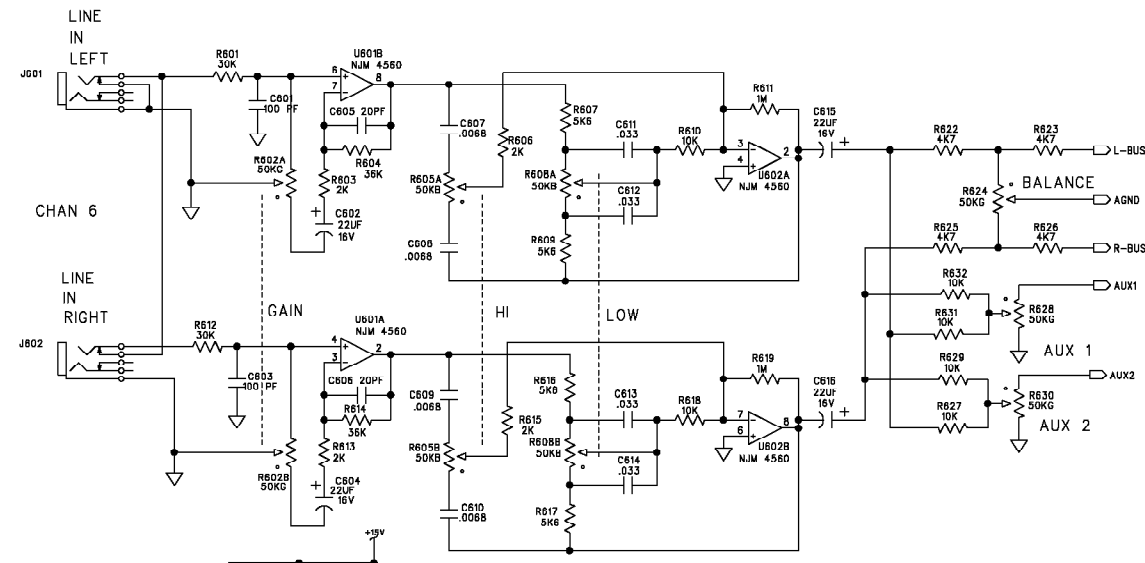 LINE
IN
LEFT
J601
R601
30K
C601
100 PF
U601B
NJM 4560
6
7
8
C605 20PF
R604
36K
R602A
50KG
R603
2K
C602
22UF
16V
C607
.0068
R606
2K
R605A
50KB
C608
.0068
R607
5K6
C611
.033
R610
10K
R608A
50KB
C612
.033
R609
5K6
R611
1M
3
4
2
U602A
NJM 4560
C615
22UF
16V
R622
4K7
R623
4K7
L-BUS
R624
50KG
BALANCE
AGND
R625
4K7
R626
4K7
R-BUS
CHAN 6
GAIN
HI
LOW
LINE
IN
RIGHT
J602
R612
30K
C603
100 PF
U601A
NJM 4560
4
3
2
C606 20PF
R614
36K
R613
2K
R602B
50KG
C604
22UF
16V
C609
.0068
R615
2K
R605B
50KB
C610
.0068
R616
5K6
C613
.033
R618
10K
R608B
50KB
C614
.033
R617
5K6
R619
1M
7
6
8
U602B
NJM 4560
C616
22UF
16V
R632
10K
R631
10K
AUX1
R628
50KG
AUX 1
R629
10K
R627
10K
AUX2
R630
50KG
AUX 2
+15V